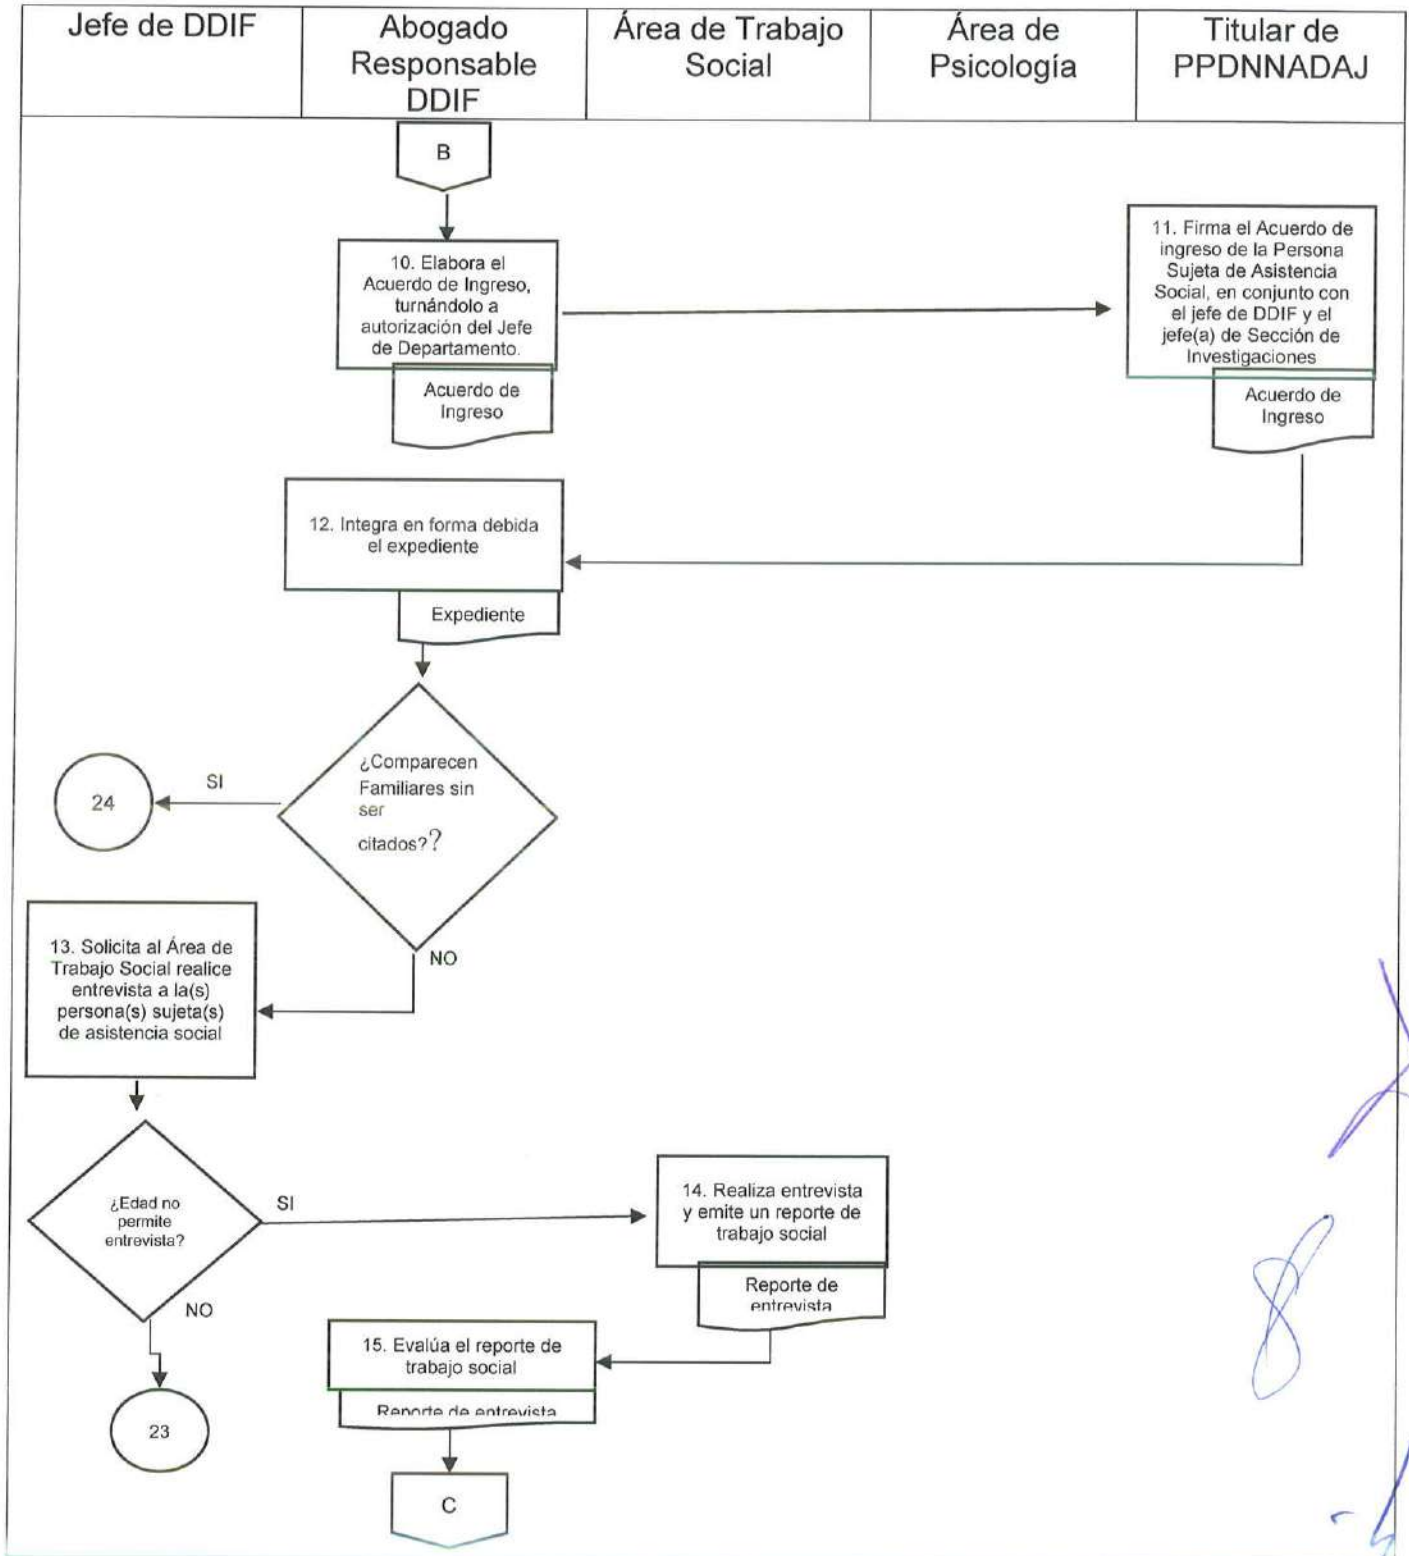 Jefe de DDIF
Abogado
Responsable
DDIF
Área de Trabajo
Social
Área de
Psicología
Titular de
PPDNNADAJ
B
10. Elabora el
Acuerdo de Ingreso,
turnándolo a
autorización del Jefe
de Departamento.
Acuerdo de
Ingreso
11. Firma el Acuerdo de
ingreso de la Persona
Sujeta de Asistencia
Social, en conjunto con
el jefe de DDIF y el
jefe(a) de Sección de
Investigaciones
Acuerdo de
Ingreso
12. Integra en forma debida
el expediente
Expediente
¿Comparecen
Familiares sin
ser
citados??
SI
24
NO
13. Solicita al Área de
Trabajo Social realice
entrevista a la(s)
persona(s) sujeta(s)
de asistencia social
¿Edad no
permite
entrevista?
SI
NO
23
14. Realiza entrevista
y emite un reporte de
trabajo social
Reporte de
entrevista
15. Evalúa el reporte de
trabajo social
Reporte de entrevista
C